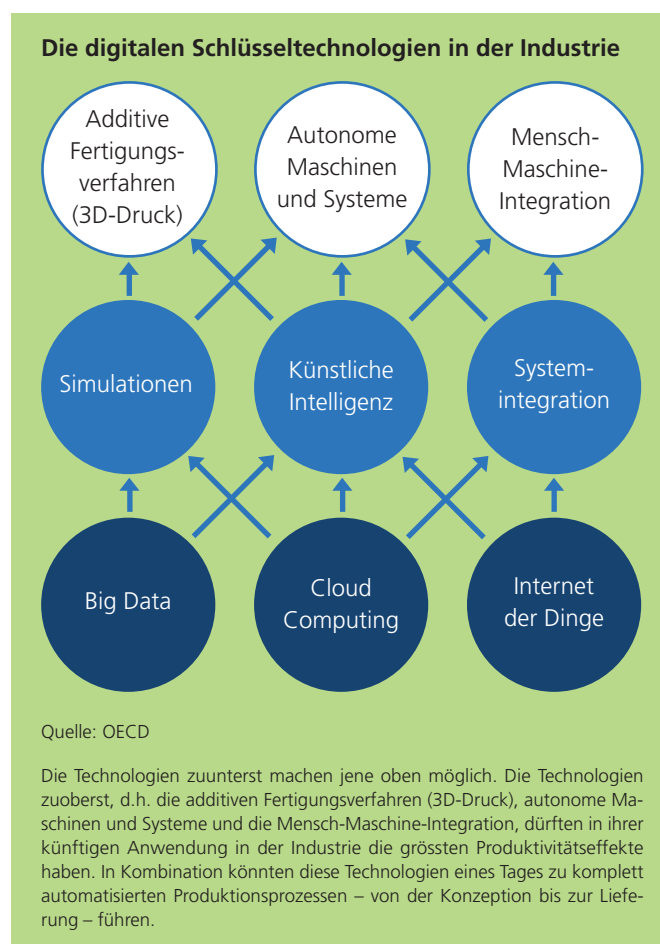 Die digitalen Schlüsseltechnologien in der Industrie
Additive
Fertigungs-
verfahren
(3D-Druck)
Autonome
Maschinen
und Systeme
Mensch-
Maschine-
Integration
Simulationen
Künstliche
Intelligenz
System-
integration
Big Data
Cloud
Computing
Internet
der Dinge
Quelle: OECD
Die Technologien zuunterst machen jene oben möglich. Die Technologien
zuoberst, d.h. die additiven Fertigungsverfahren (3D-Druck), autonome Ma-
schinen und Systeme und die Mensch-Maschine-Integration, dürften in ihrer
künftigen Anwendung in der Industrie die grössten Produktivitätseffekte
haben. In Kombination könnten diese Technologien eines Tages zu komplett
automatisierten Produktionsprozessen – von der Konzeption bis zur Liefe-
rung – führen.